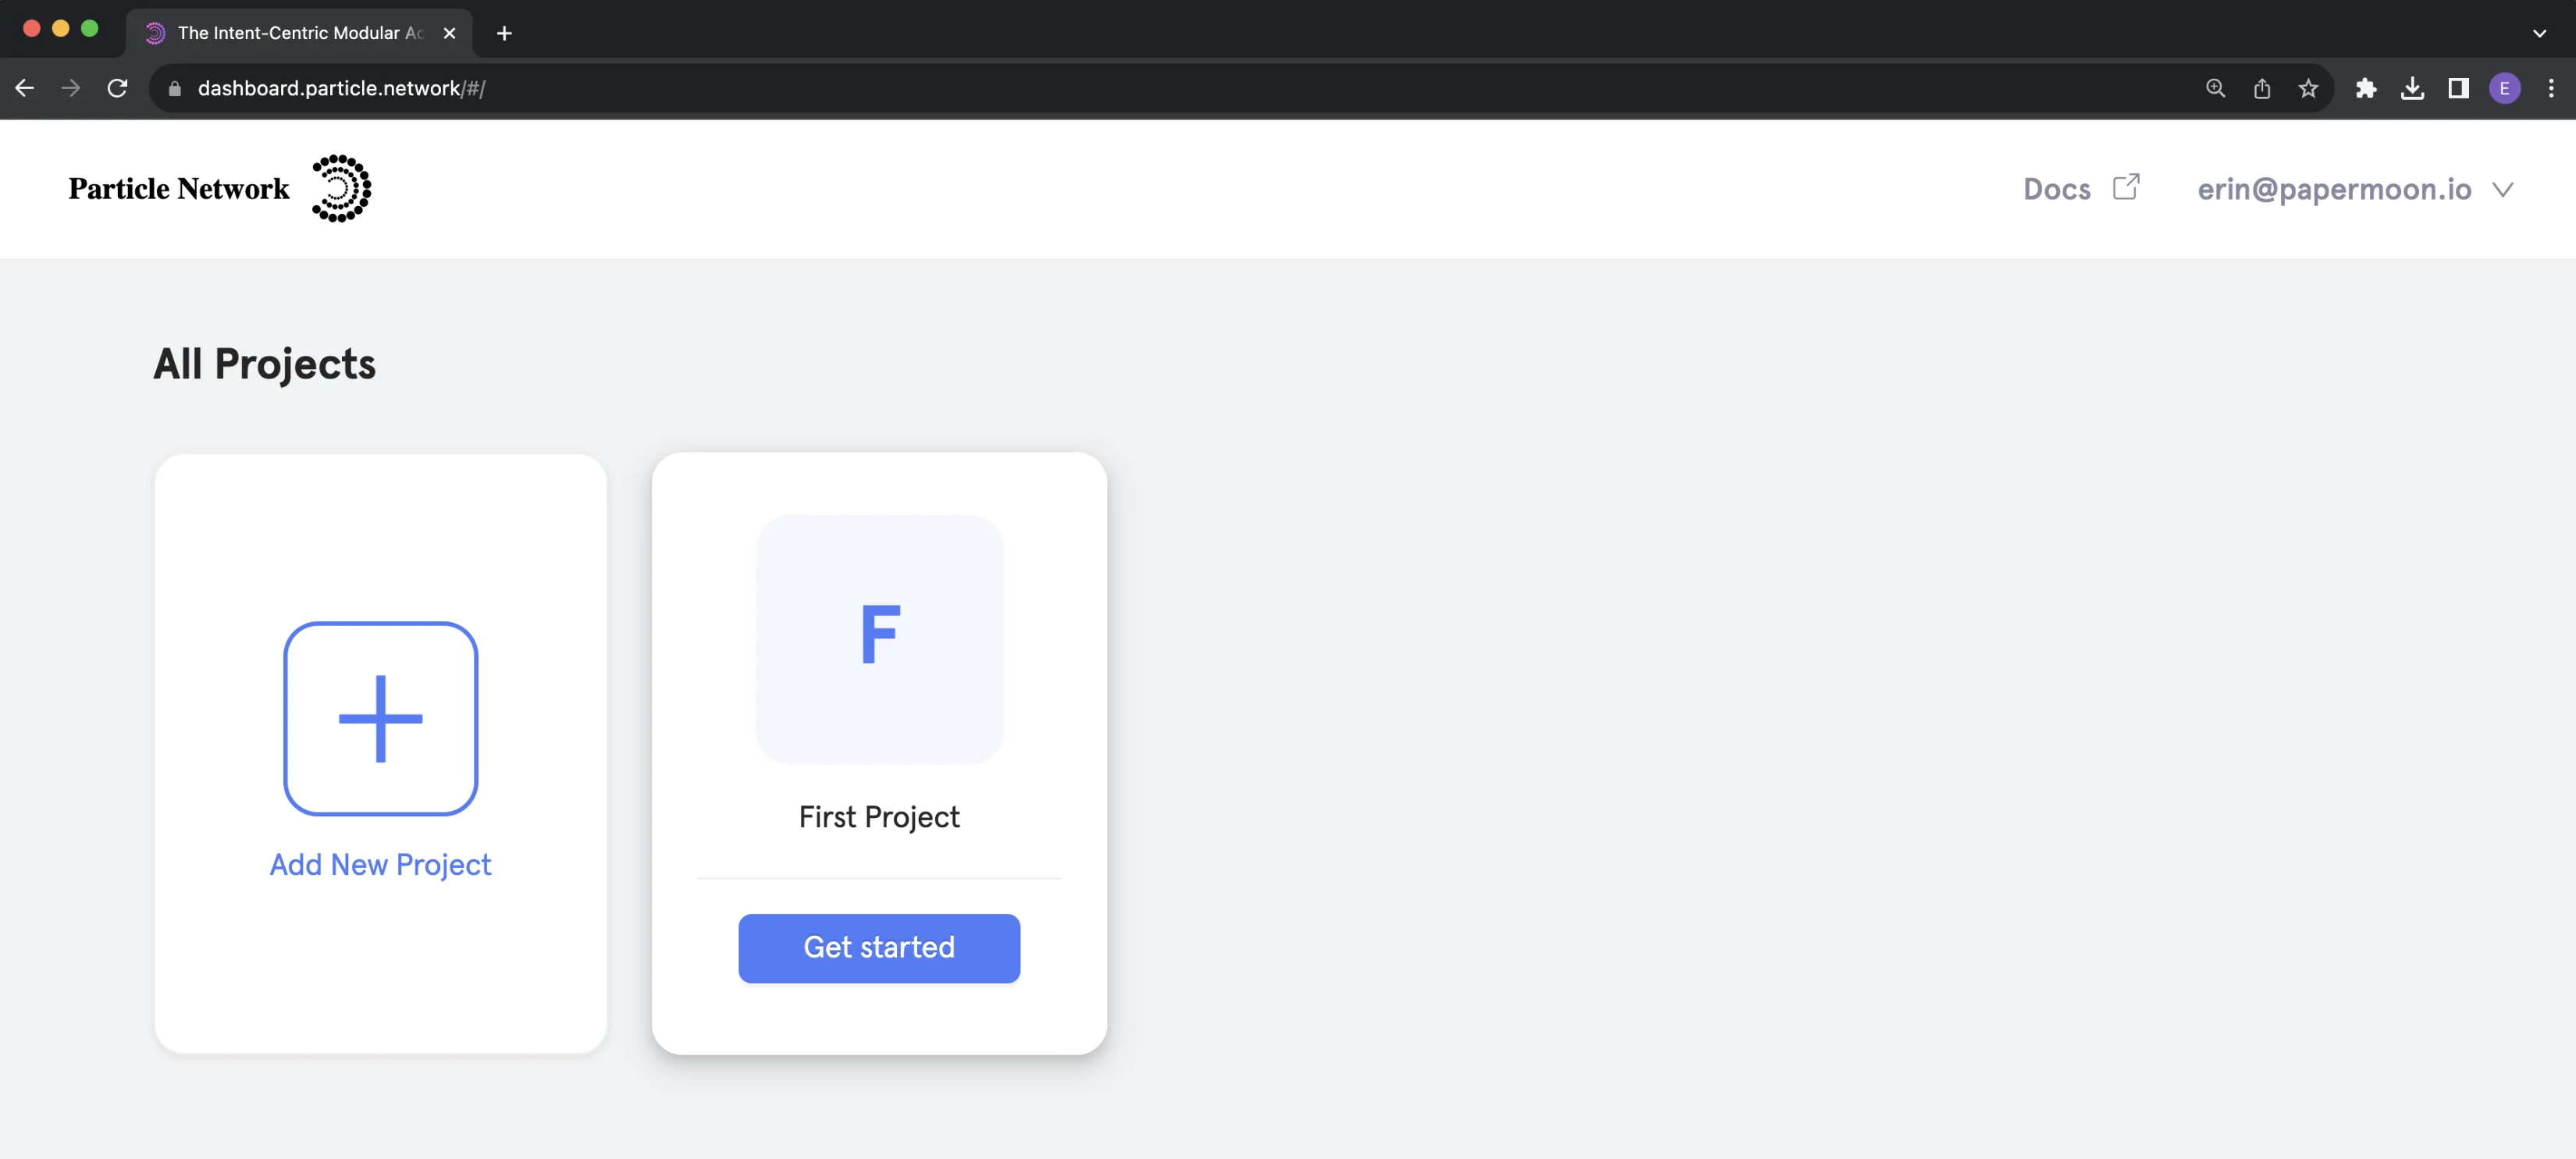 The Intent-Centric Modular Ac
dashboard.particle.network/#/
E
Particle Network
Docs
erin@papermoon.io
All Projects
Add New Project
F
First Project
Get started